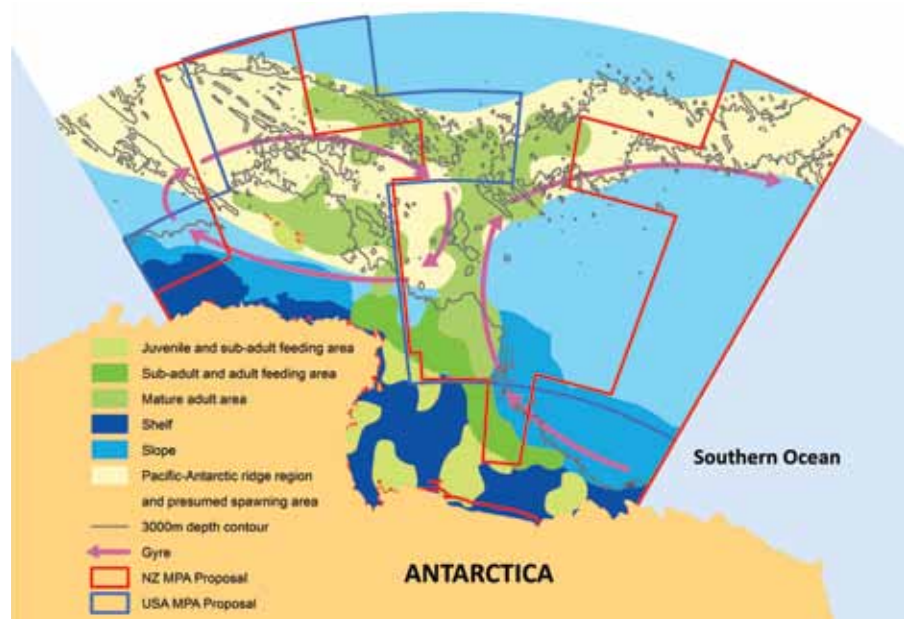 Juvenile and sub-adult feeding area
Sub-adult and adult feeding area
Mature adult area
Shelf
Slope
Pacific-Antarctic ridge region
and presumed spawning area
3000m depth contour
Gyre
NZ MPA Proposal
USA MPA Proposal
Southern Ocean
ANTARCTICA